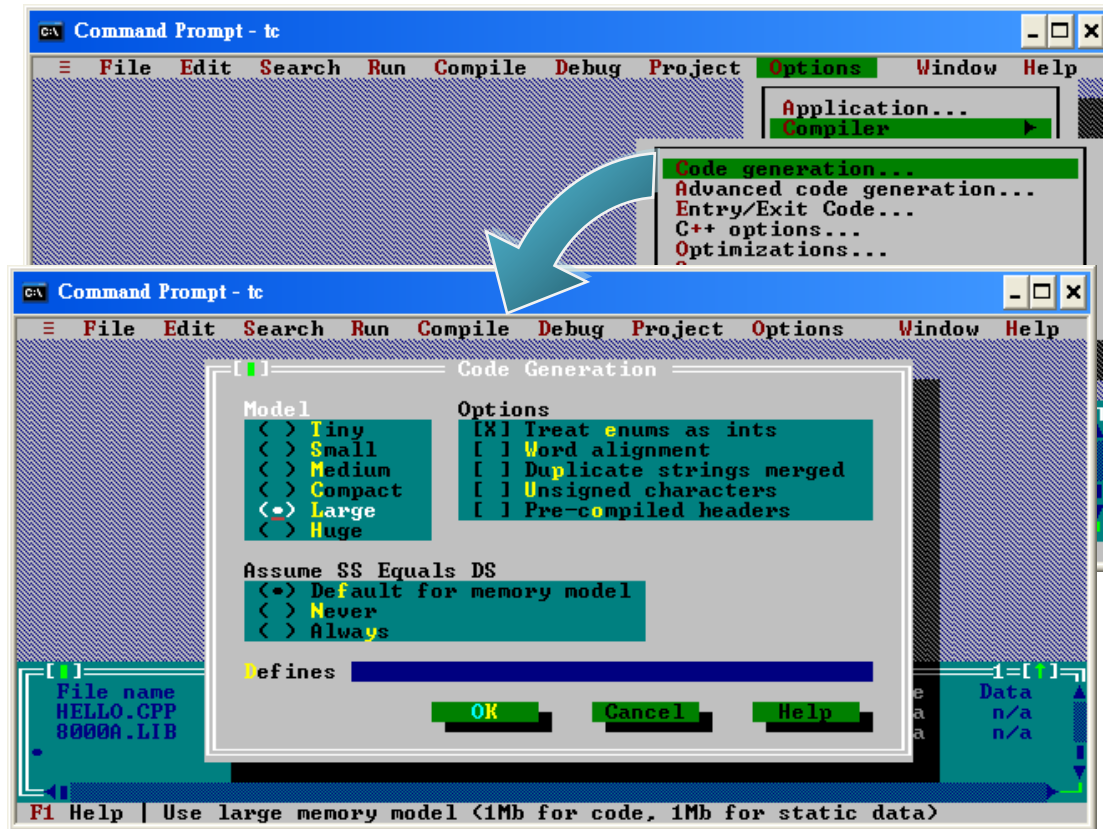 Command Prompt - tc
≡ File Edit Search Run Compile Debug Project Options Window Help
Application...
Compiler
Code generation...
Advanced code generation...
Entry/Exit Code...
C++ options...
Optimizations...
Command Prompt - tc
≡ File Edit Search Run Compile Debug Project Options Window Help
Code Generation
Model
Options
( ) Tiny
[X] Treat enums as ints
( ) Small
[ ] Word alignment
( ) Medium
[ ] Duplicate strings merged
( ) Compact
[ ] Unsigned characters
(•) Large
[ ] Pre-compiled headers
( ) Huge
Assume SS Equals DS
(•) Default for memory model
( ) Never
( ) Always
Defines
OK Cancel Help
File name
Data
HELLO.CPP
n/a
8000A.LIB
n/a
F1 Help | Use large memory model (1Mb for code, 1Mb for static data)